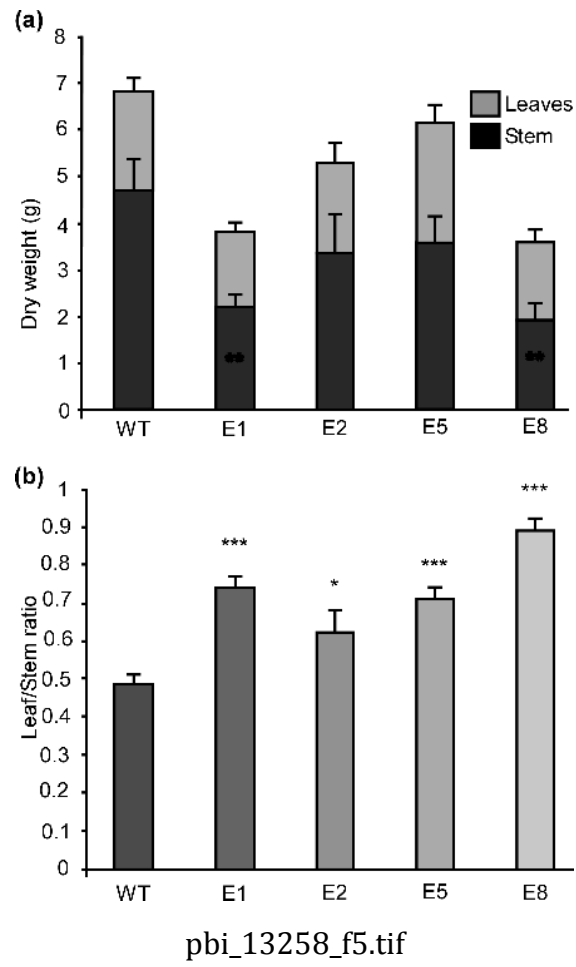 (a)
8
7
6
5
4
3
2
1
0
Dry weight (g)
Leaves
Stem
** **
WT E1 E2 E5 E8
(b)
1
0.9
0.8
0.7
0.6
0.5
0.4
0.3
0.2
0.1
0
Leaf/Stem ratio
*** * *** ***
WT E1 E2 E5 E8
pbi_13258_f5.tif